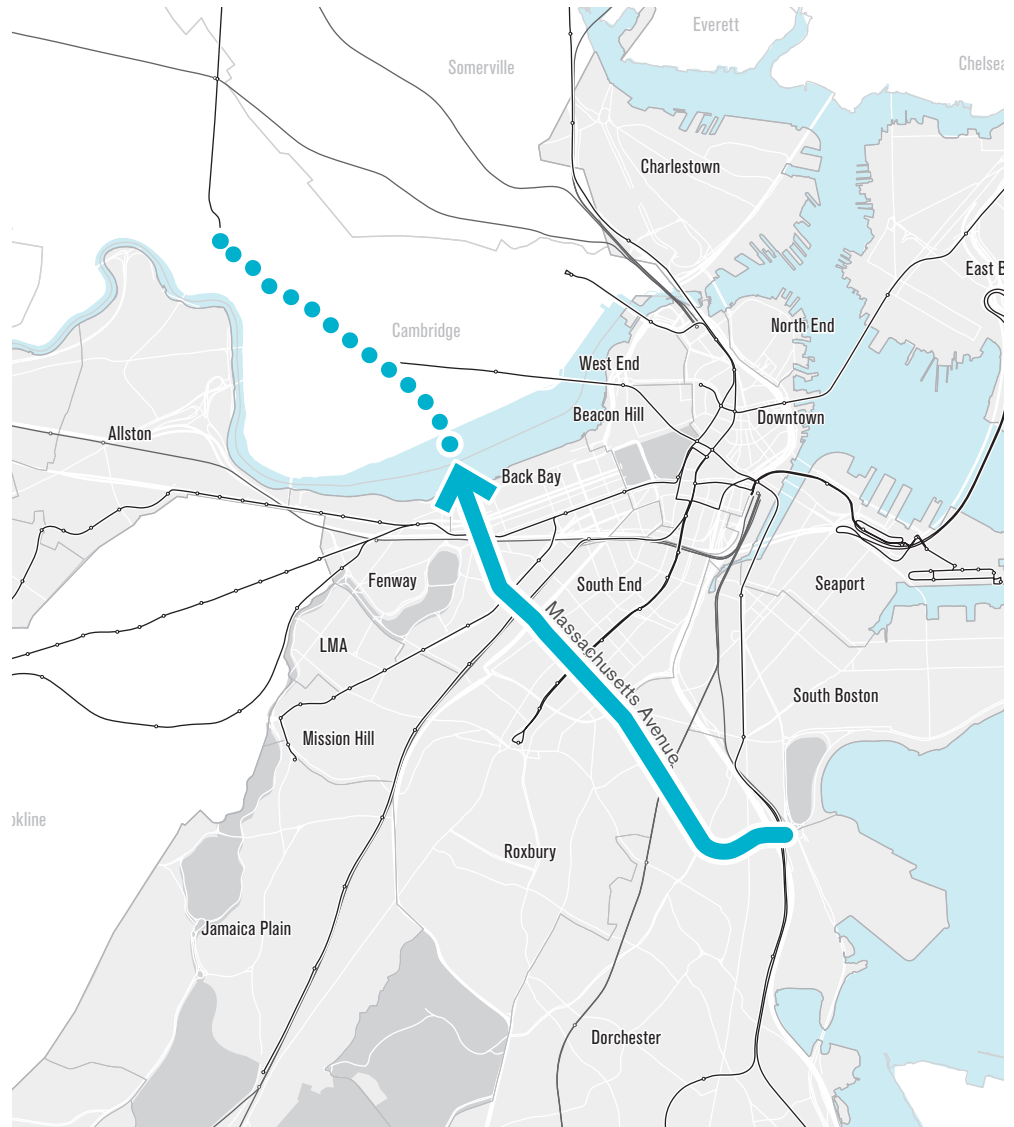 Everett
Somerville
Charlestown
North End
Cambridge
West End
Beacon Hill
Downtown
Allston
Back Bay
Fenway
South End
Seaport
LMA
Massachusetts Avenue
South Boston
Mission Hill
Roxbury
Jamaica Plain
Dorchester
Chelsea
East B
okline